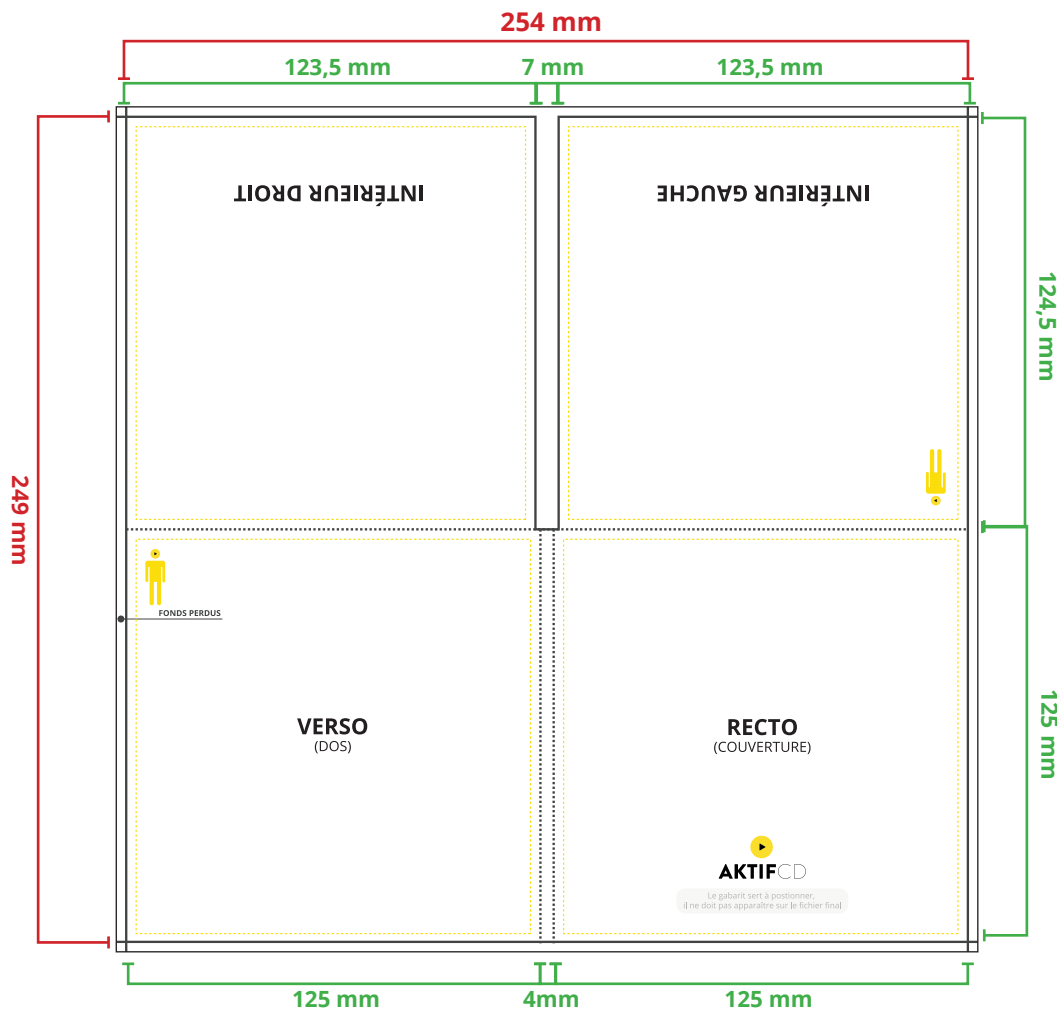 254 mm
123,5 mm
7 mm
123,5 mm
INTÉRIEUR DROIT
INTÉRIEUR GAUCHE
124,5 mm
249 mm
FONDS PERDUS
VERSO
(DOS)
RECTO
(COUVERTURE)
125 mm
AKTIFCD
Le gabarit sert à postionner,
il ne doit pas apparaître sur le fichier final
125 mm
4mm
125 mm